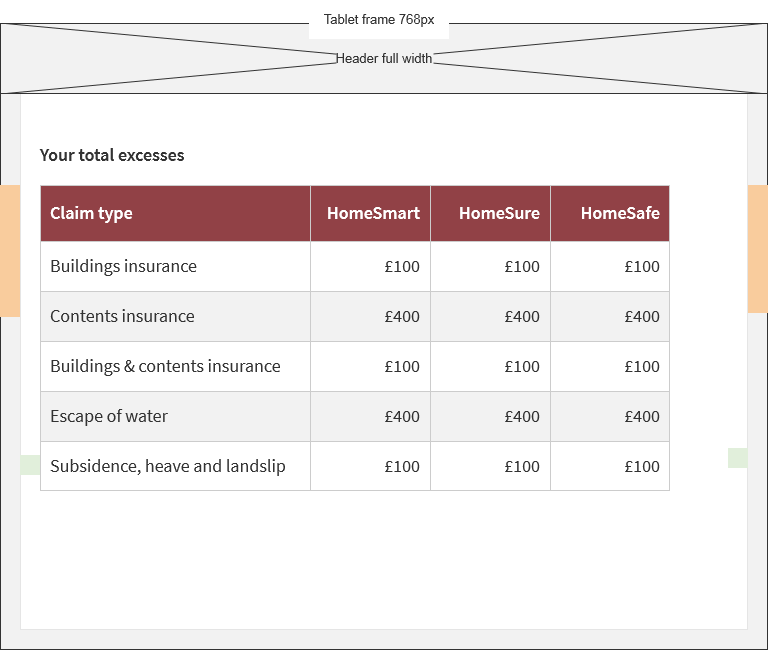 Tablet frame 768px
Header full width
Your total excesses
Claim type HomeSmart HomeSure HomeSafe
Buildings insurance £100 £100 £100
Contents insurance £400 £400 £400
Buildings & contents insurance £100 £100 £100
Escape of water £400 £400 £400
Subsidence, heave and landslip £100 £100 £100